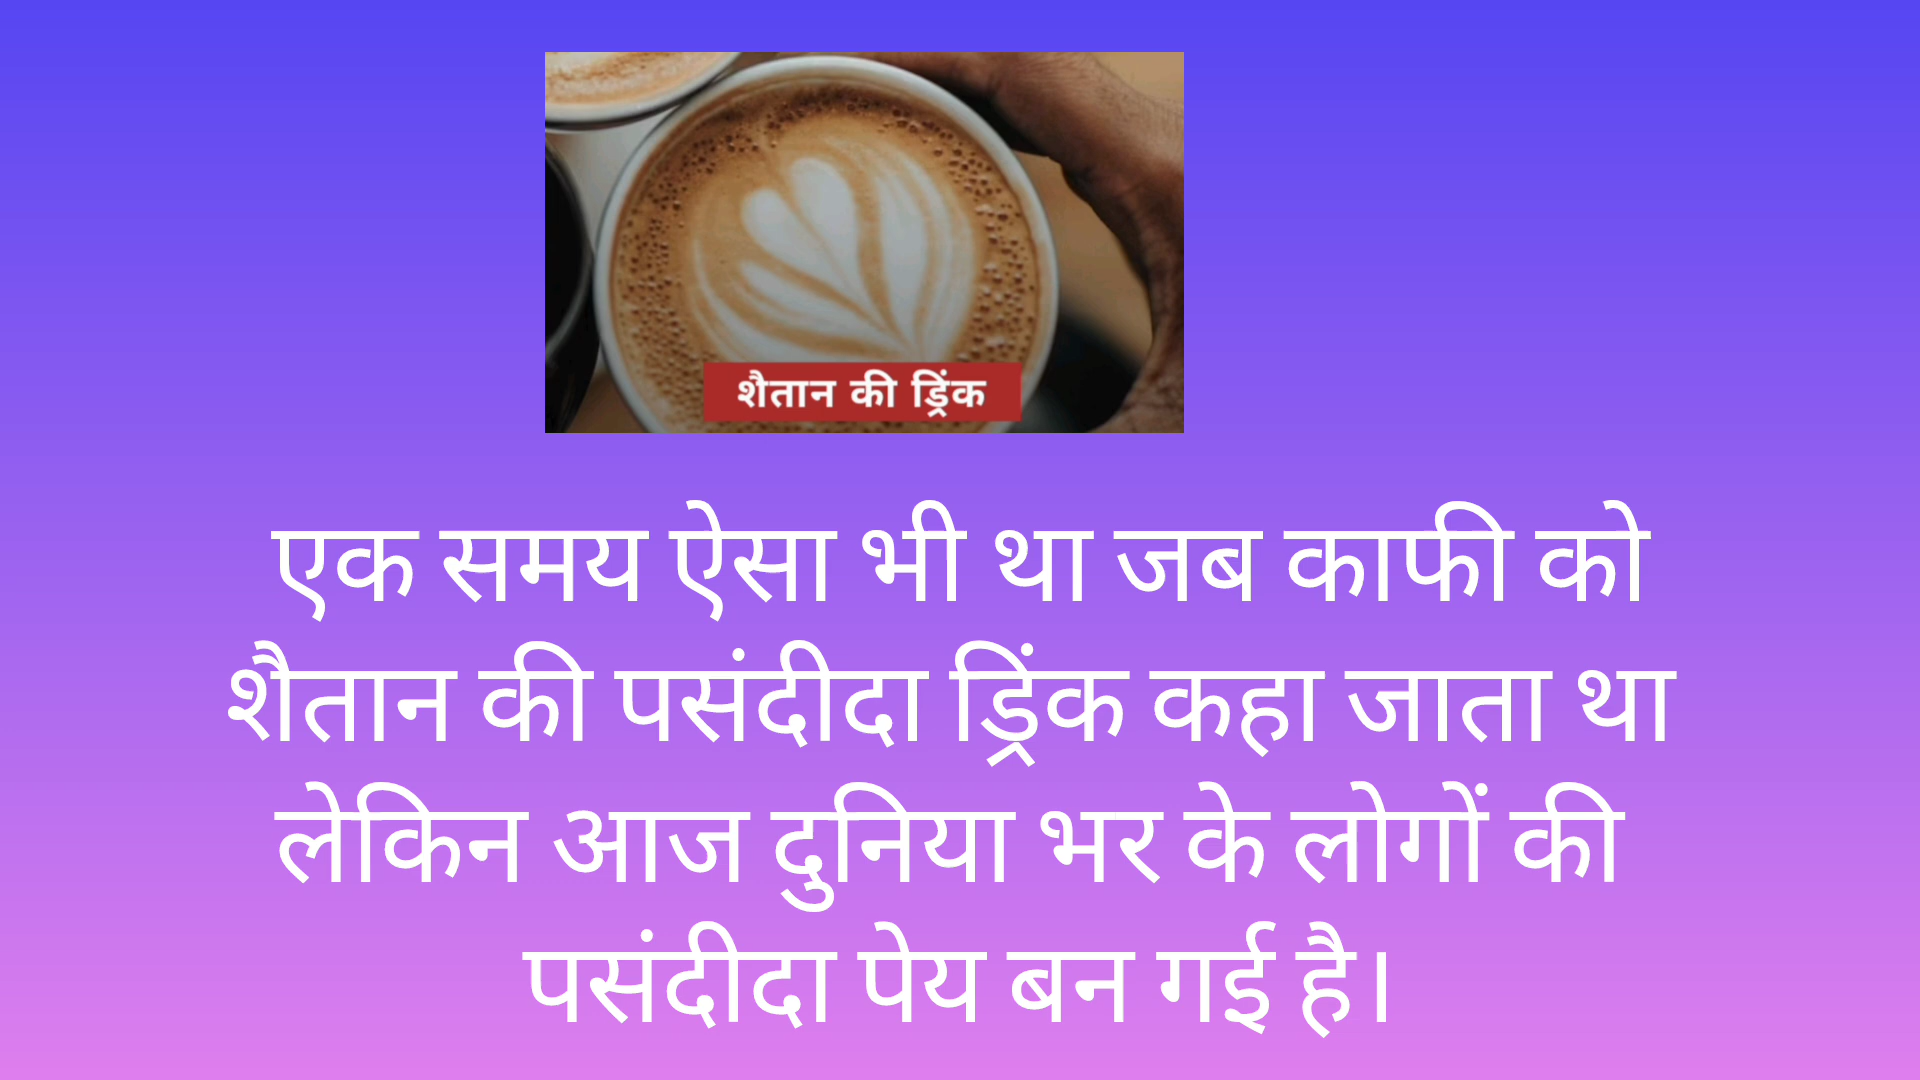 शैतान की ड्रिंक
एक समय ऐसा भी था जब काफी को
शैतान की पसंदीदा ड्रिंक कहा जाता था
लेकिन आज दुनिया भर के लोगों की
पसंदीदा पेय बन गई है।